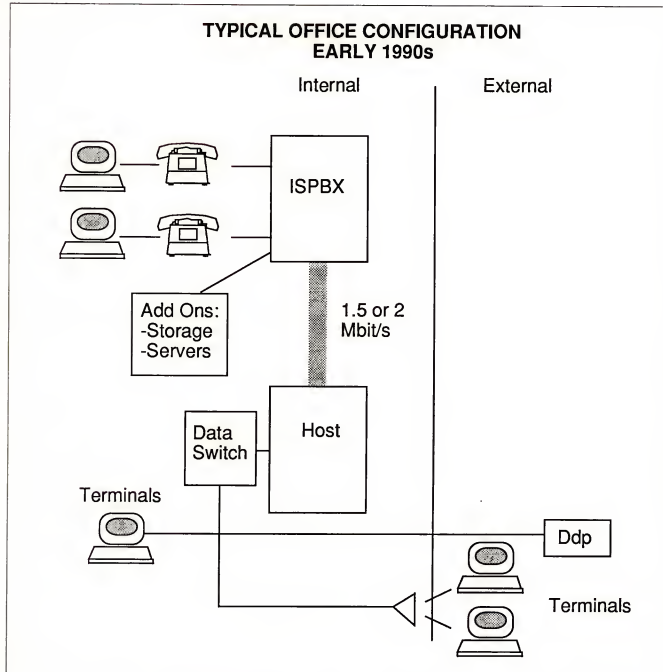 TYPICAL OFFICE CONFIGURATION
EARLY 1990s
Internal
External
ISPBX
Add Ons:
-Storage
-Servers
1.5 or 2
Mbit/s
Host
Data
Switch
Terminals
Ddp
Terminals